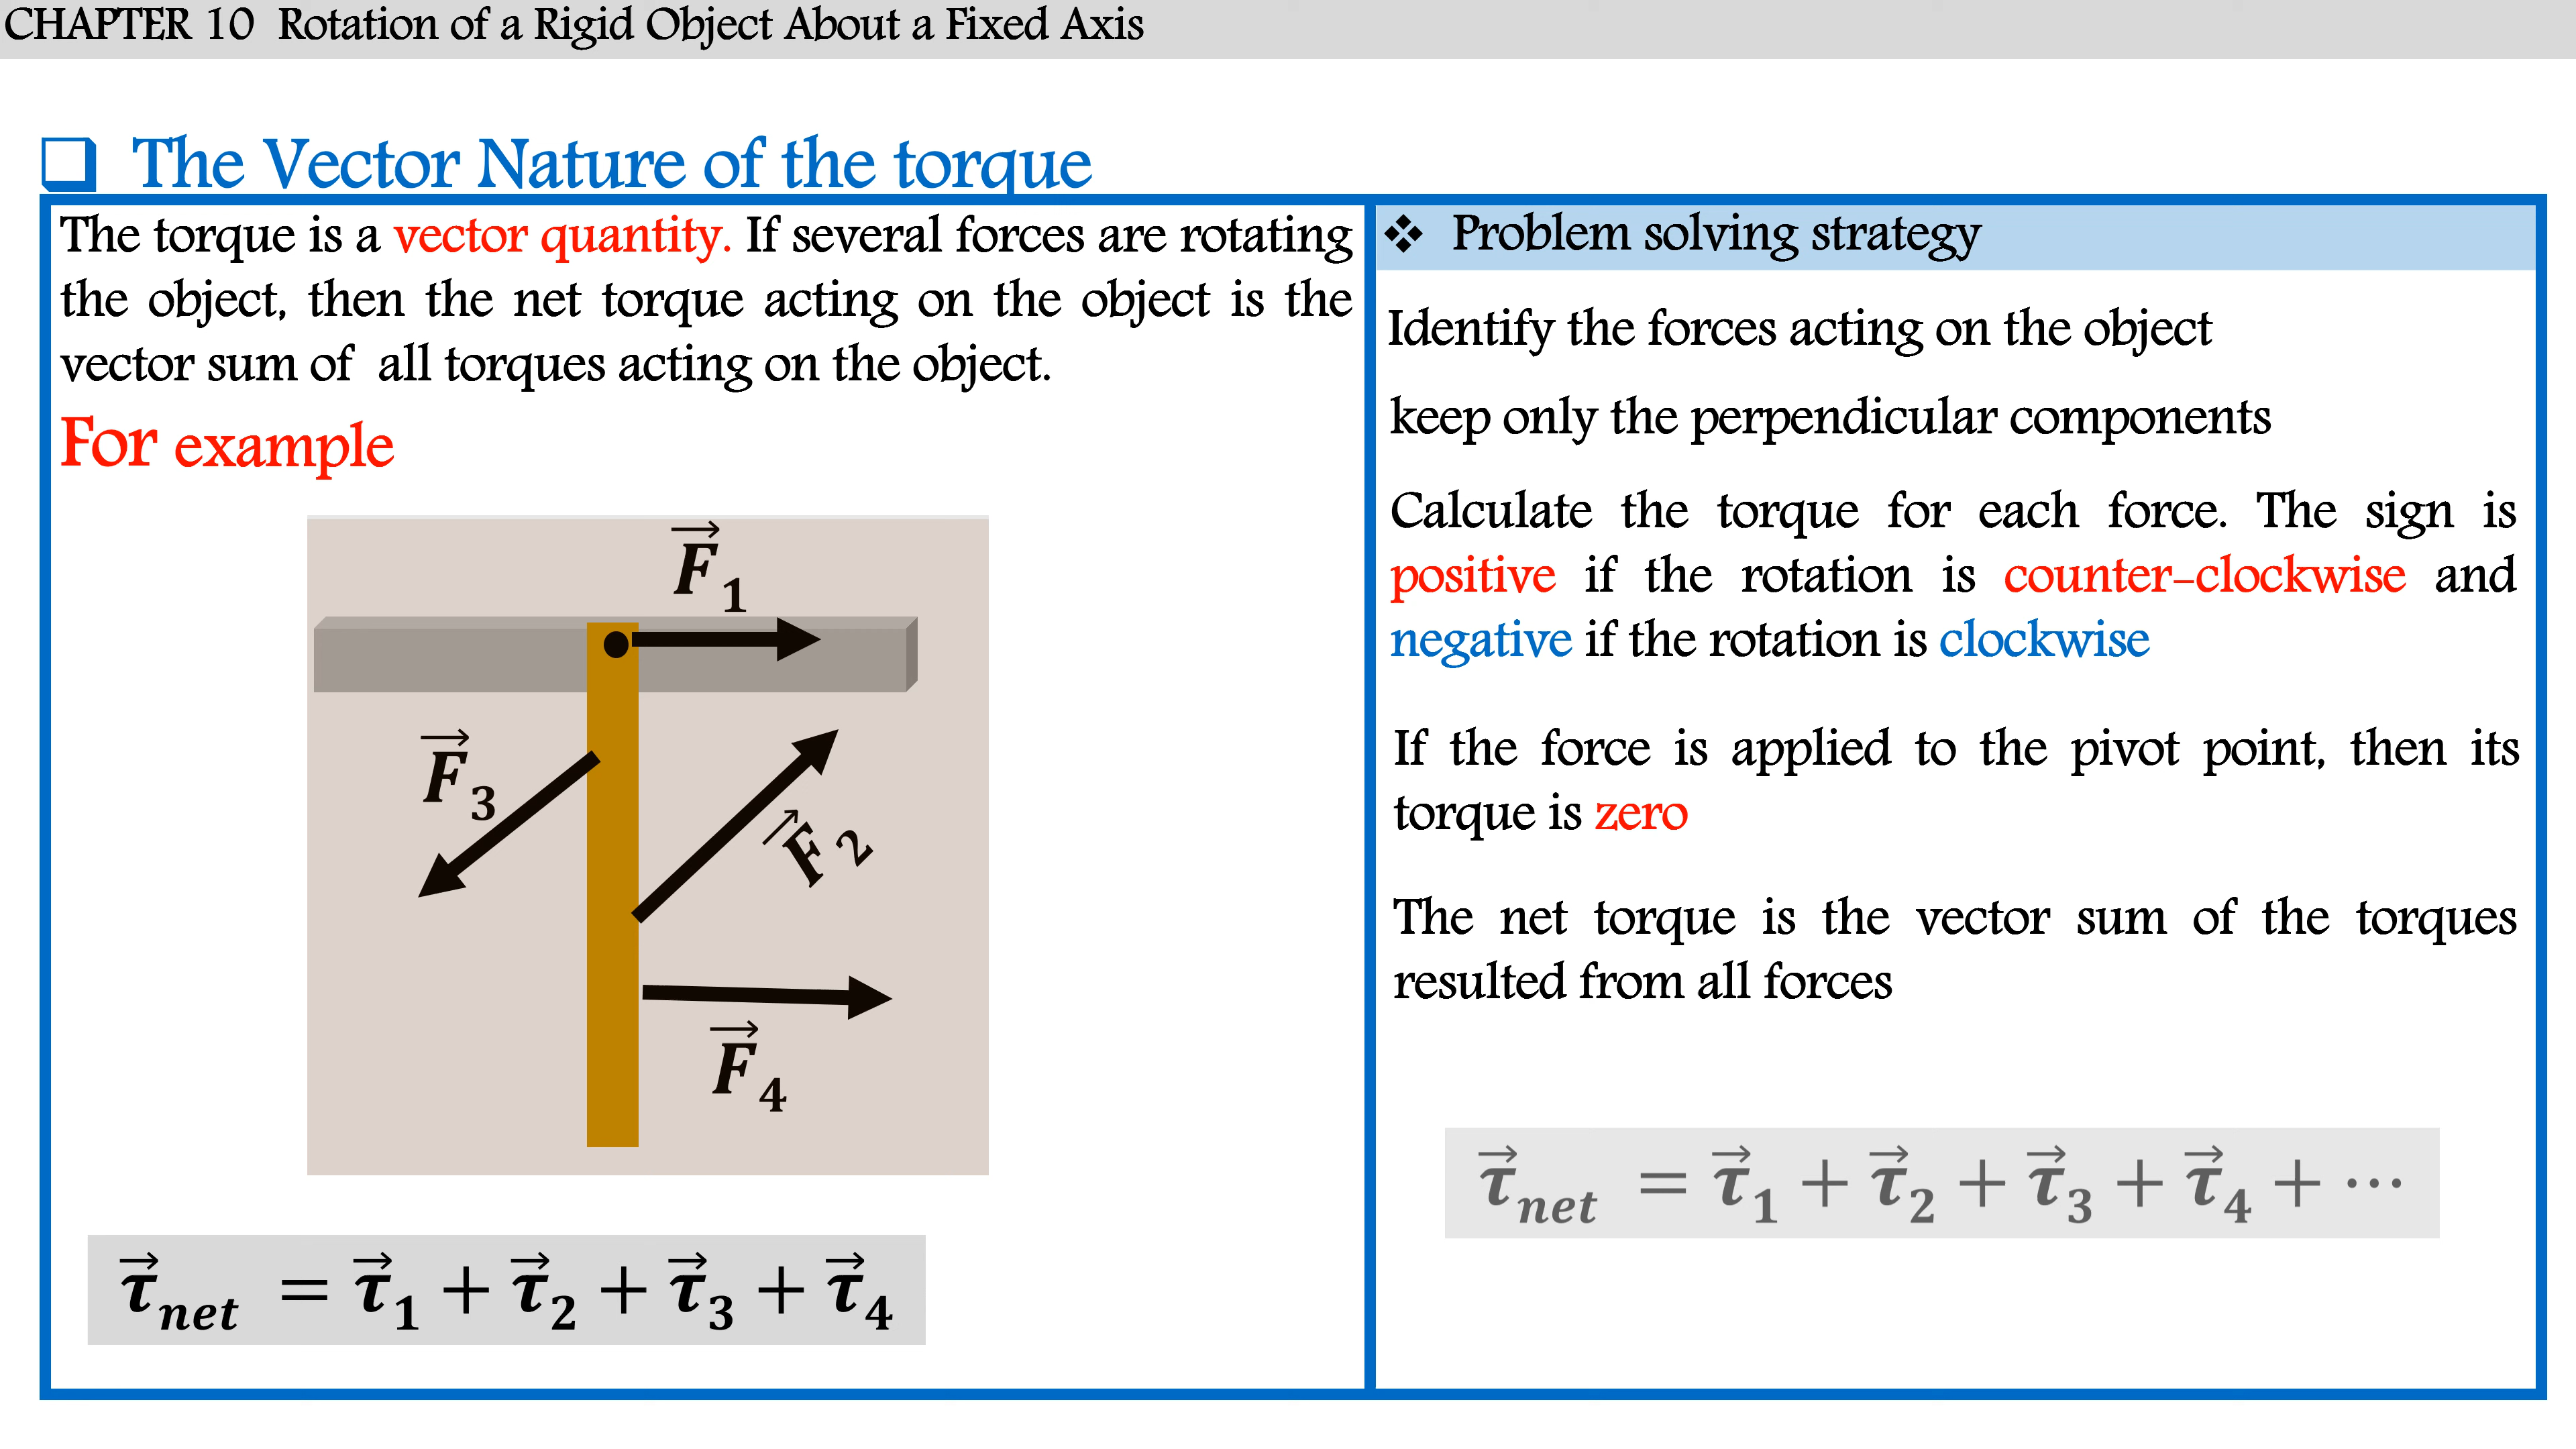 CHAPTER 10 Rotation of a Rigid Object About a Fixed Axis
❑ The Vector Nature of the torque
The torque is a vector quantity. If several forces are rotating
the object, then the net torque acting on the object is the
vector sum of all torques acting on the object.
For example
F⃗₁
F⃗₃
F⃗₂
F⃗₄
τ⃗ₙₑₜ = τ⃗₁ + τ⃗₂ + τ⃗₃ + τ⃗₄
❖ Problem solving strategy
Identify the forces acting on the object
keep only the perpendicular components
Calculate the torque for each force. The sign is
positive if the rotation is counter-clockwise and
negative if the rotation is clockwise
If the force is applied to the pivot point, then its
torque is zero
The net torque is the vector sum of the torques
resulted from all forces
τ⃗ₙₑₜ = τ⃗₁ + τ⃗₂ + τ⃗₃ + τ⃗₄ + ⋯